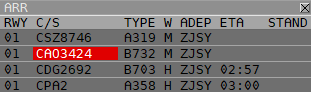 ARR
RWY C/S TYPE W ADEP ETA STAND
01 CSZ8746 A319 M ZJSY
01 CAO3424 B732 M ZJSY
01 CDG2692 B703 H ZJSY 02:57
01 CPA2 A358 H ZJSY 03:00